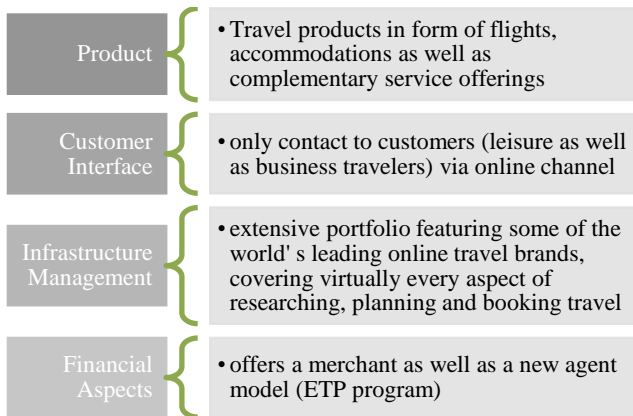 Product
• Travel products in form of flights,
accommodations as well as
complementary service offerings
Customer
Interface
• only contact to customers (leisure as well
as business travelers) via online channel
Infrastructure
Management
• extensive portfolio featuring some of the
world' s leading online travel brands,
covering virtually every aspect of
researching, planning and booking travel
Financial
Aspects
• offers a merchant as well as a new agent
model (ETP program)